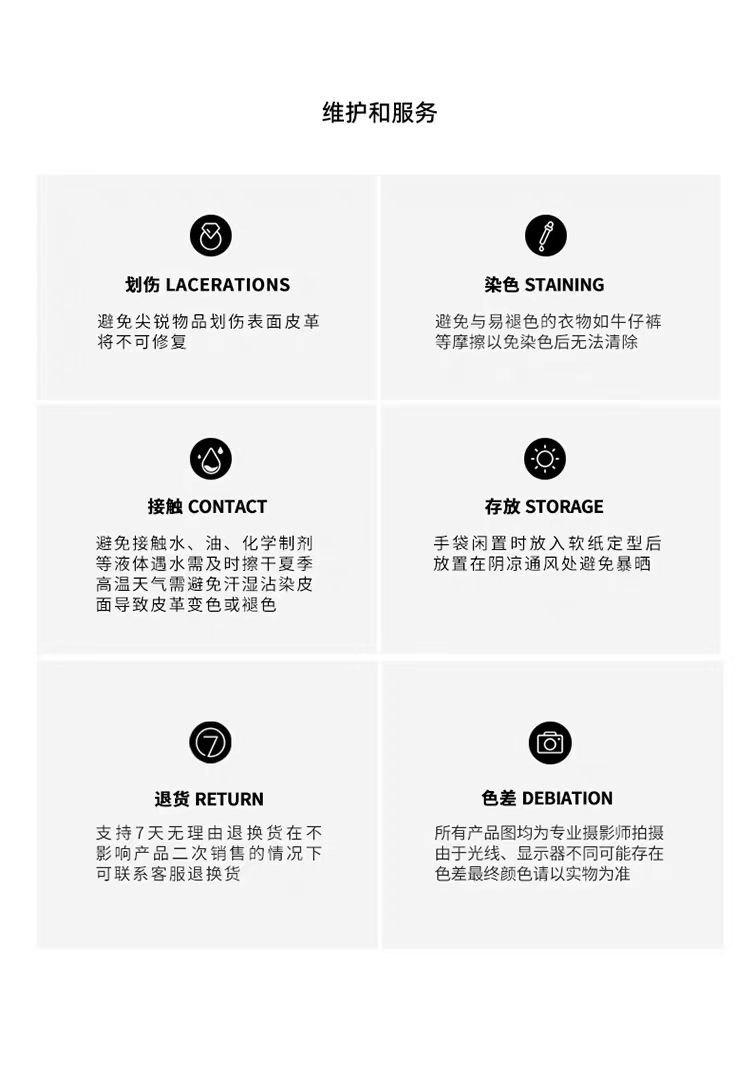 维护和服务
划伤 LACERATIONS
避免尖锐物品划伤表面皮革
将不可修复
染色 STAINING
避免与易褪色的衣物如牛仔裤
等摩擦以免染色后无法清除
接触 CONTACT
避免接触水、油、化学制剂
等液体遇水需及时擦干夏季
高温天气需避免汗湿沾染皮
面导致皮革变色或褪色
存放 STORAGE
手袋闲置时放入软纸定型后
放置在阴凉通风处避免暴晒
7
退货 RETURN
支持7天无理由退换货在不
影响产品二次销售的情况下
可联系客服退换货
色差 DEBIATION
所有产品图均为专业摄影师拍摄
由于光线、显示器不同可能存在
色差最终颜色请以实物为准